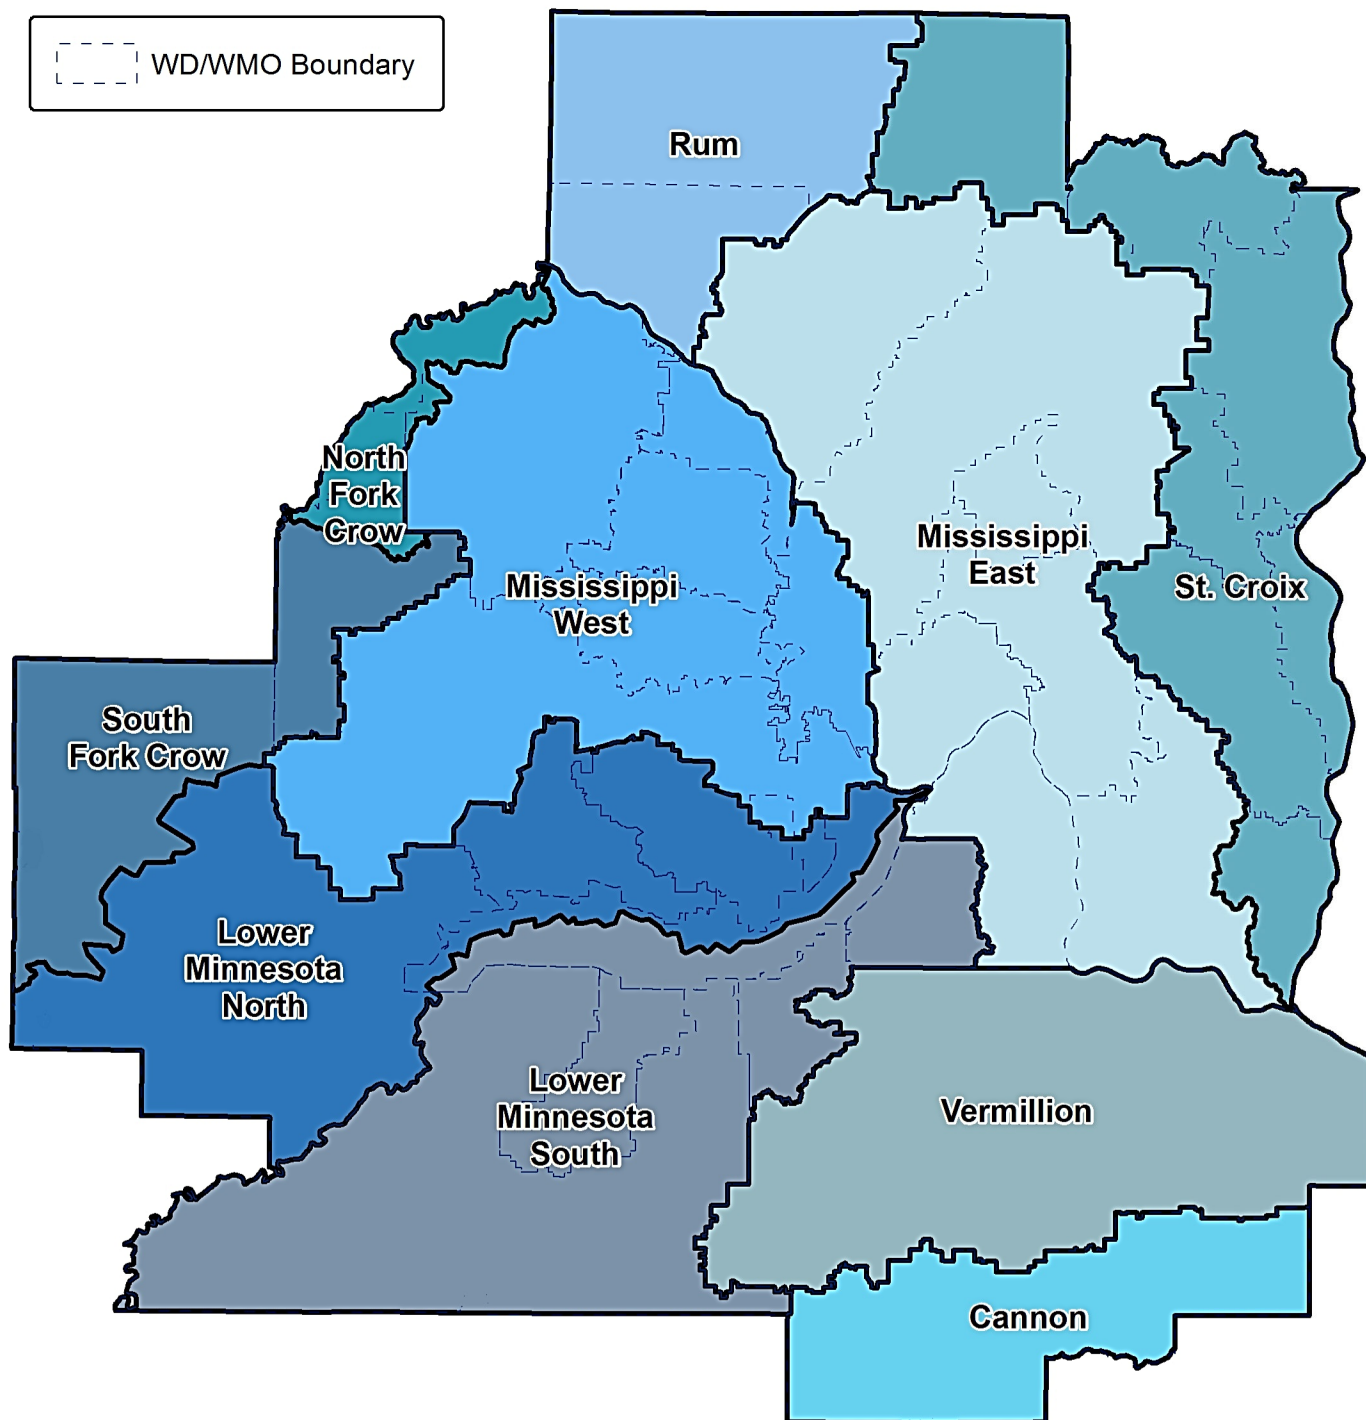 WD/WMO Boundary
Rum
North
Fork
Crow
Mississippi
East
Mississippi
West
St. Croix
South
Fork Crow
Lower
Minnesota
North
Lower
Minnesota
South
Vermillion
Cannon